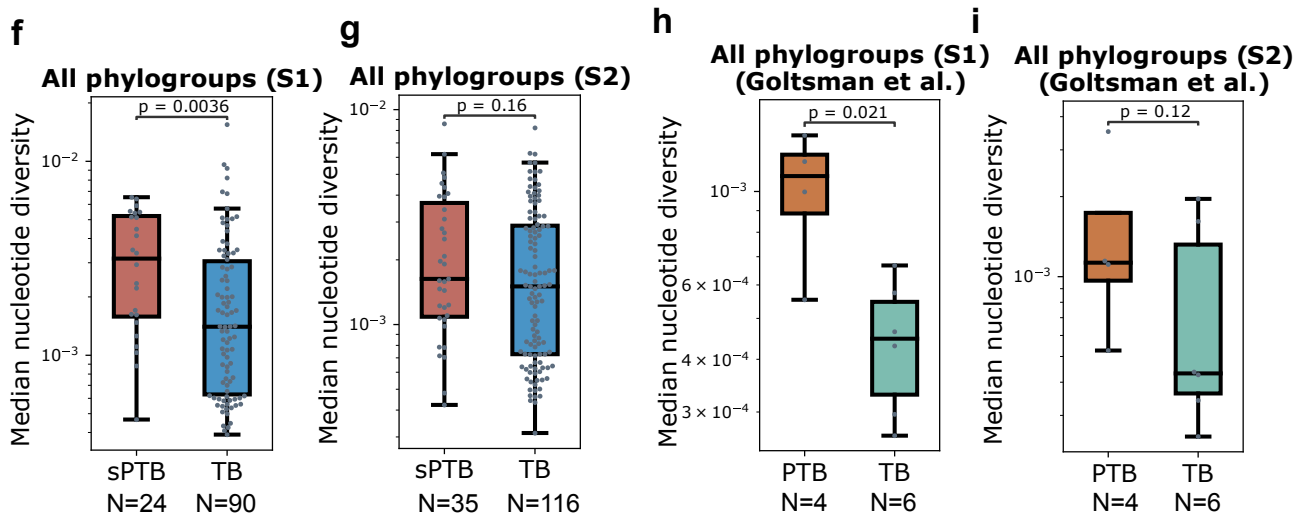 f
All phylogroups (S1)
p = 0.0036
Median nucleotide diversity
10⁻²
10⁻³
sPTB
TB
N=24
N=90
g
All phylogroups (S2)
p = 0.16
Median nucleotide diversity
10⁻²
10⁻³
sPTB
TB
N=35
N=116
h
All phylogroups (S1)
(Goltsman et al.)
p = 0.021
Median nucleotide diversity
10⁻³
6 × 10⁻⁴
4 × 10⁻⁴
3 × 10⁻⁴
PTB
TB
N=4
N=6
i
All phylogroups (S2)
(Goltsman et al.)
p = 0.12
Median nucleotide diversity
10⁻³
PTB
TB
N=4
N=6